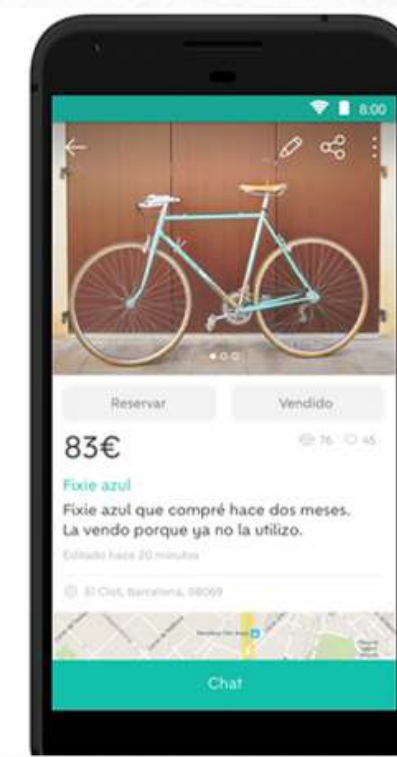 8:00
Reservar Vendido
83€
76 45
Fixie azul
Fixie azul que compré hace dos meses.
La vendo porque ya no la utilizo.
Editado hace 20 minutos
El Clot, Barcelona, 08069
Chat